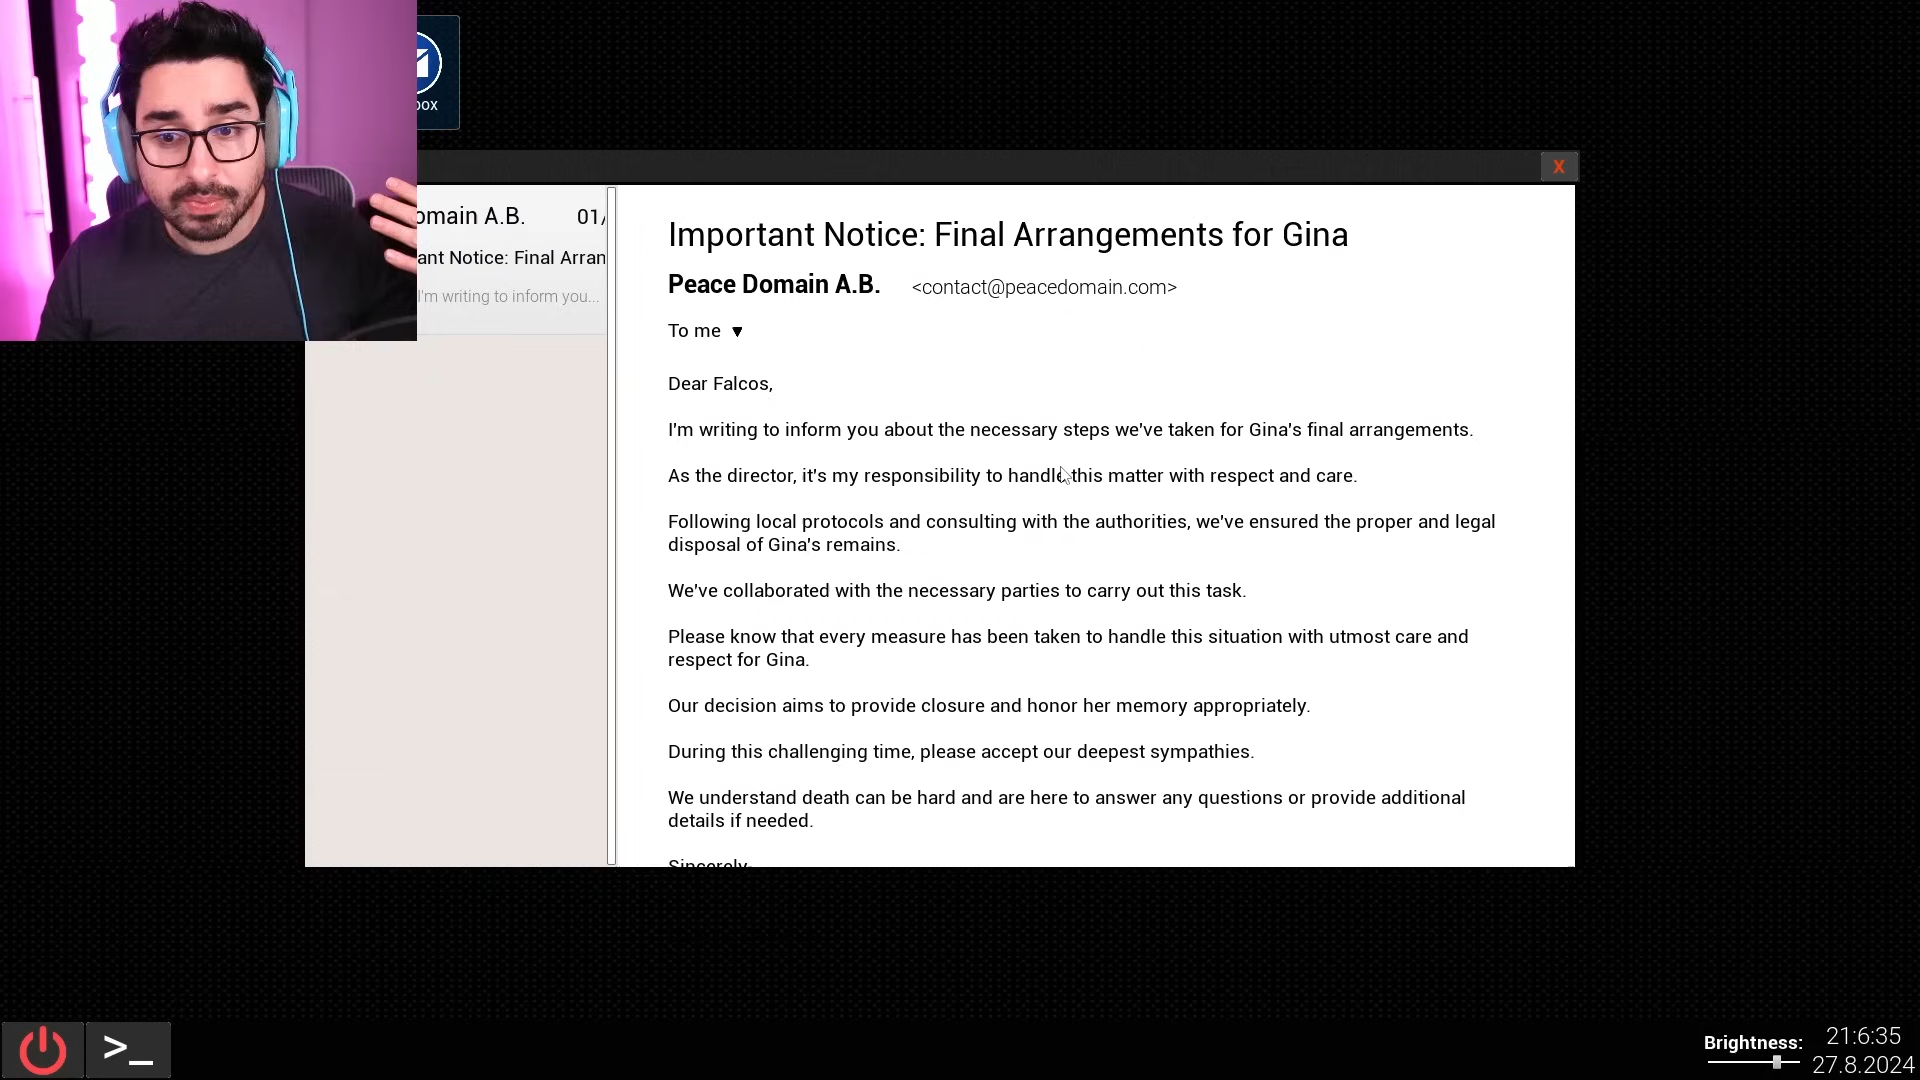 box
omain A.B. 01/
ant Notice: Final Arran
I'm writing to inform you...
X
Important Notice: Final Arrangements for Gina
Peace Domain A.B. <contact@peacedomain.com>
To me ▼
Dear Falcos,
I'm writing to inform you about the necessary steps we've taken for Gina's final arrangements.
As the director, it's my responsibility to handle this matter with respect and care.
Following local protocols and consulting with the authorities, we've ensured the proper and legal
disposal of Gina's remains.
We've collaborated with the necessary parties to carry out this task.
Please know that every measure has been taken to handle this situation with utmost care and
respect for Gina.
Our decision aims to provide closure and honor her memory appropriately.
During this challenging time, please accept our deepest sympathies.
We understand death can be hard and are here to answer any questions or provide additional
details if needed.
Sincerely,
>_
Brightness: 21:6:35
27.8.2024